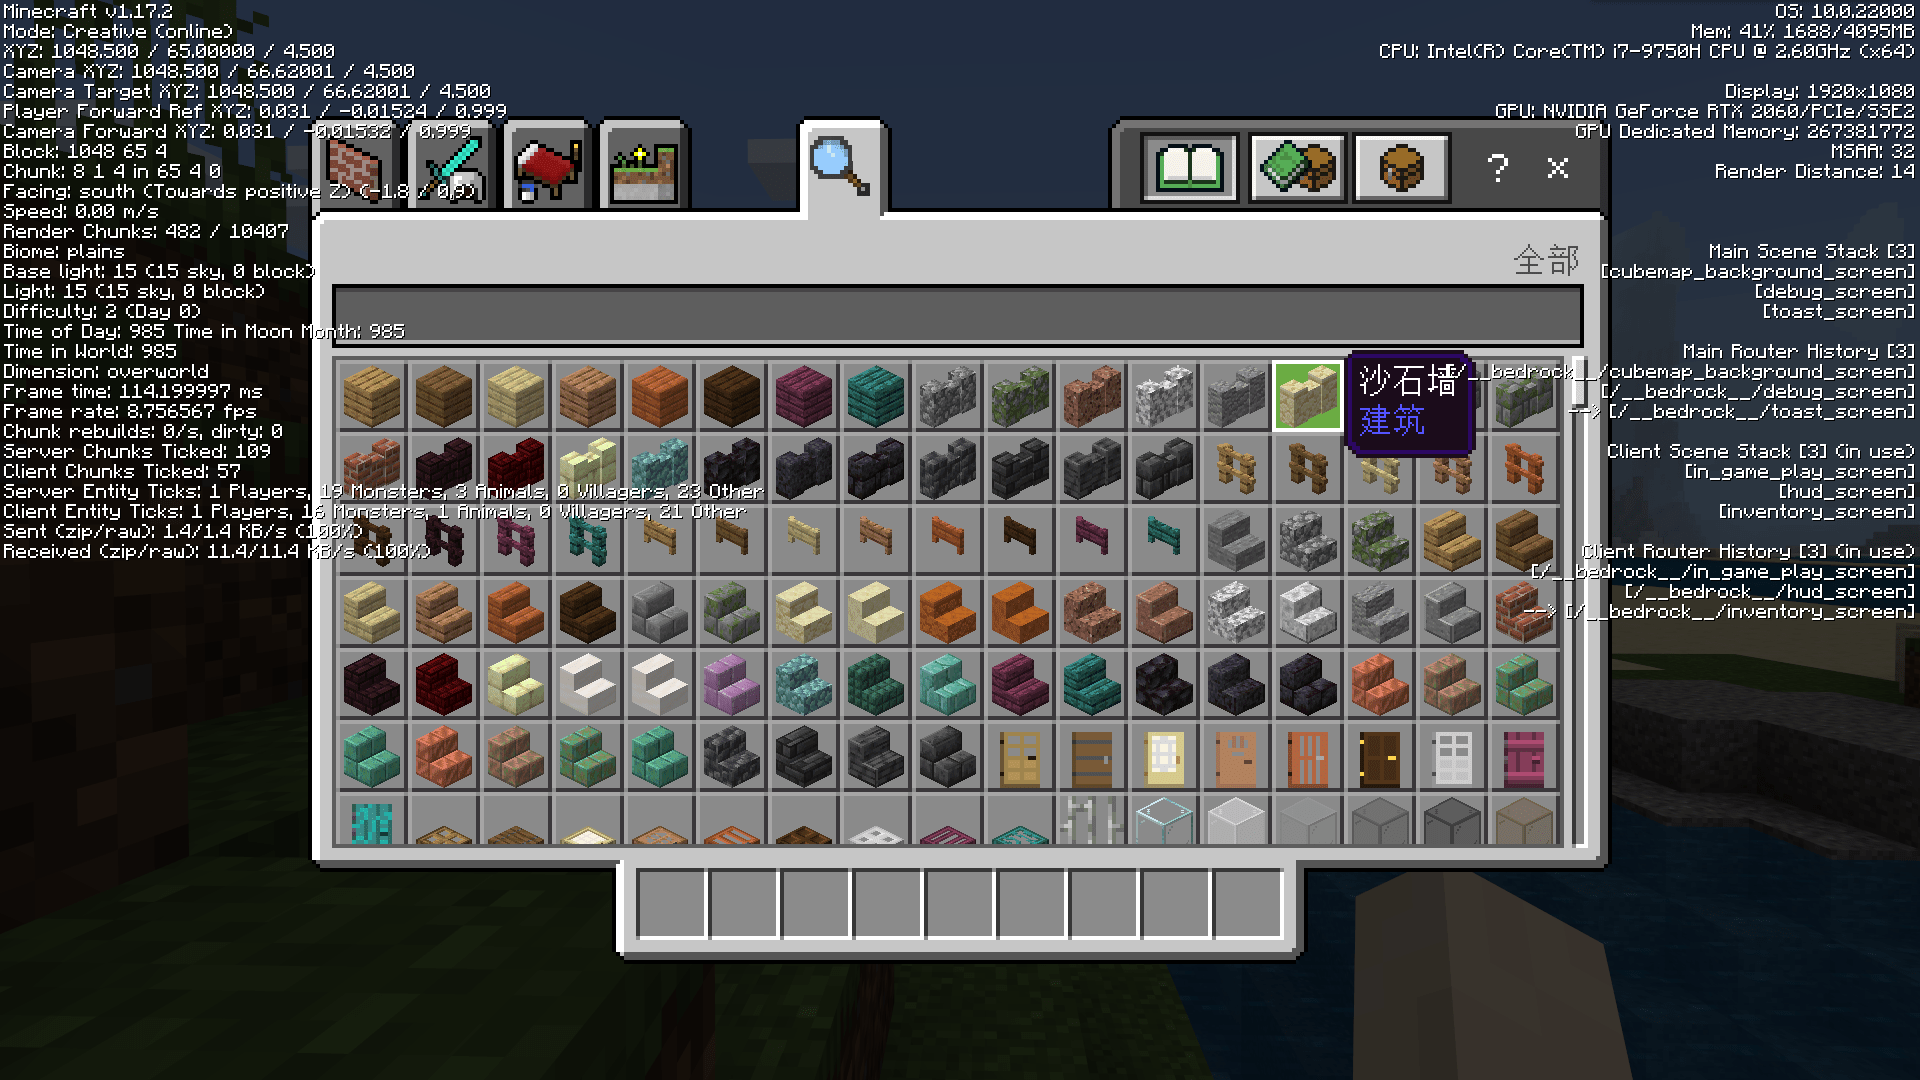 Minecraft v1.17.2
Mode: Creative (online)
XYZ: 1048.500 / 65.00000 / 4.500
Camera XYZ: 1048.500 / 66.62001 / 4.500
Camera Target XYZ: 1048.500 / 66.62001 / 4.500
Player Forward Ref XYZ: 0.031 / -0.01534 / 0.999
Camera Forward XYZ: 0.031 / -0.01532 / 0.999
Block: 1048 65 4
Chunk: 8 1 4 in 65 4 0
Facing: south (Towards positive Z) (-1.8 / 0.9)
Speed: 0.00 m/s
Render Chunks: 482 / 10407
Biome: plains
Base light: 15 (15 sky, 0 block)
Light: 15 (15 sky, 0 block)
Difficulty: 2 (Day 0)
Time of Day: 985 Time in Moon Month: 985
Time in World: 985
Dimension: overworld
Frame time: 114.199997 ms
Frame rate: 8.756567 fps
Chunk rebuilds: 0/s, dirty: 0
Server Chunks Ticked: 109
Client Chunks Ticked: 57
Server Entity Ticks: 1 Players, 19 Monsters, 3 Animals, 0 Villagers, 23 Other
Client Entity Ticks: 1 Players, 16 Monsters, 1 Animals, 0 Villagers, 21 Other
Sent (zip/raw): 1.4/1.4 KB/s (100%)
Received (zip/raw): 11.4/11.4 KB/s (100%)
OS: 10.0.22000
Mem: 41% 1688/4095MB
CPU: Intel(R) Core(TM) i7-9750H CPU @ 2.60GHz (x64)
Display: 1920x1080
GPU: NVIDIA GeForce RTX 2060/PCIe/SSE2
GPU Dedicated Memory: 267381772
MSAA: 32
Render Distance: 14
? ×
全部
沙石墙
建筑
Main Scene Stack [3]
[cubemap_background_screen]
[debug_screen]
[toast_screen]
Main Router History [3]
[/__bedrock__/cubemap_background_screen]
[/__bedrock__/debug_screen]
--> [/__bedrock__/toast_screen]
Client Scene Stack [3] (in use)
[in_game_play_screen]
[hud_screen]
[inventory_screen]
Client Router History [3] (in use)
[/__bedrock__/in_game_play_screen]
[/__bedrock__/hud_screen]
--> [/__bedrock__/inventory_screen]